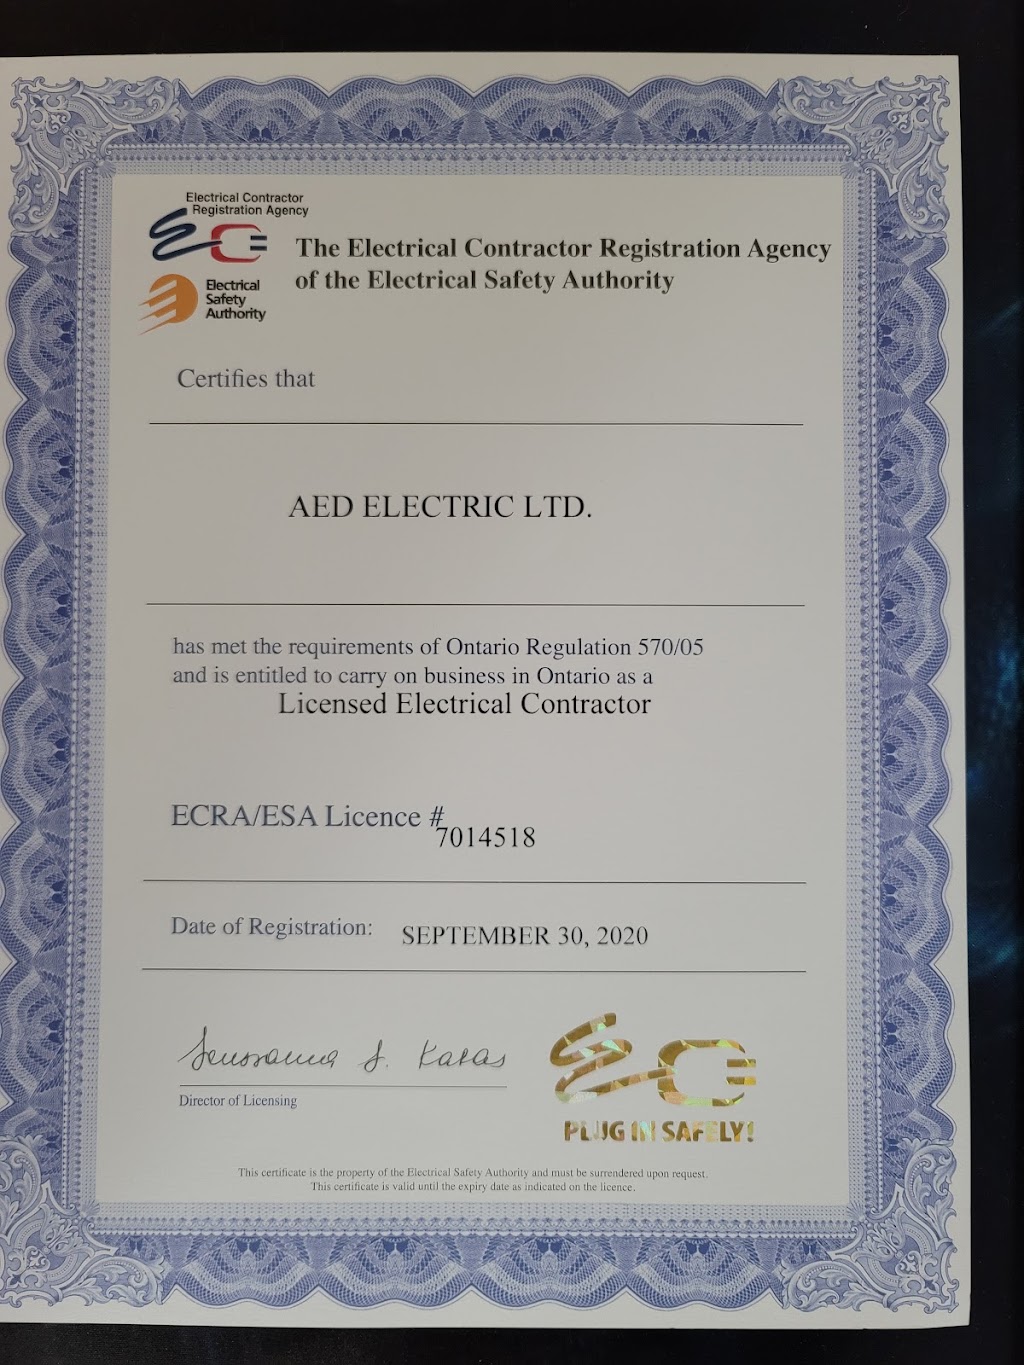 Electrical Contractor
Registration Agency
The Electrical Contractor Registration Agency
of the Electrical Safety Authority
Electrical
Safety
Authority
Certifies that
AED ELECTRIC LTD.
has met the requirements of Ontario Regulation 570/05
and is entitled to carry on business in Ontario as a
Licensed Electrical Contractor
ECRA/ESA Licence #
7014518
Date of Registration: SEPTEMBER 30, 2020
S. Karas
Director of Licensing
PLUG IN SAFELY!
This certificate is the property of the Electrical Safety Authority and must be surrendered upon request.
This certificate is valid until the expiry date as indicated on the licence.